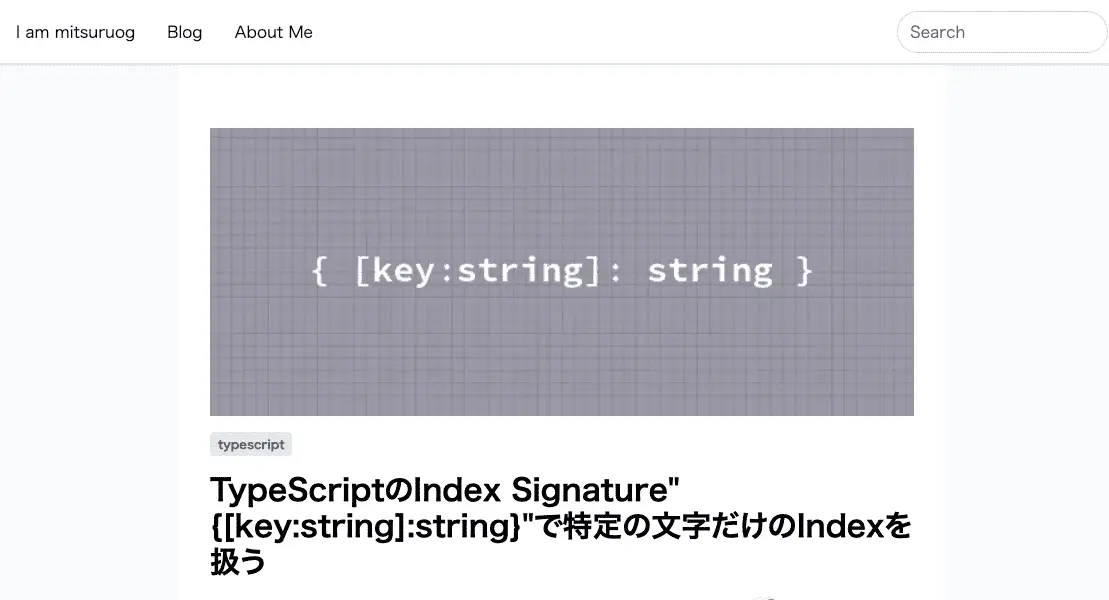 I am mitsuruog
Blog
About Me
Search
{ [key:string]: string }
typescript
TypeScriptのIndex Signature"
{[key:string]:string}"で特定の文字だけのIndexを
扱う